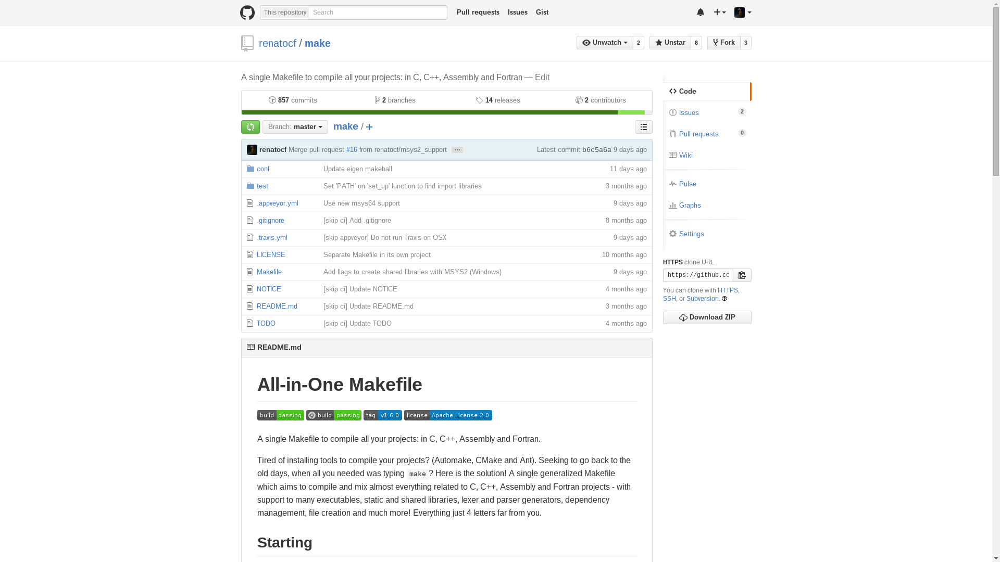 This repository Search Pull requests Issues Gist
renatocf / make Unwatch 2 Unstar 8 Fork 3
A single Makefile to compile all your projects: in C, C++, Assembly and Fortran — Edit
857 commits 2 branches 14 releases 2 contributors
Branch: master make / +
renatocf Merge pull request #16 from renatocf/msys2_support … Latest commit b6c5a6a 9 days ago
conf Update eigen makeball 11 days ago
test Set 'PATH' on 'set_up' function to find import libraries 3 months ago
.appveyor.yml Use new msys64 support 9 days ago
.gitignore [skip ci] Add .gitignore 8 months ago
.travis.yml [skip appveyor] Do not run Travis on OSX 9 days ago
LICENSE Separate Makefile in its own project 10 months ago
Makefile Add flags to create shared libraries with MSYS2 (Windows) 9 days ago
NOTICE [skip ci] Update NOTICE 4 months ago
README.md [skip ci] Update README.md 3 months ago
TODO [skip ci] Update TODO 4 months ago
Code
Issues 2
Pull requests 0
Wiki
Pulse
Graphs
Settings
HTTPS clone URL
https://github.cc
You can clone with HTTPS,
SSH, or Subversion.
Download ZIP
README.md
All-in-One Makefile
build passing build passing tag v1.6.0 license Apache License 2.0
A single Makefile to compile all your projects: in C, C++, Assembly and Fortran.
Tired of installing tools to compile your projects? (Automake, CMake and Ant). Seeking to go back to the
old days, when all you needed was typing make ? Here is the solution! A single generalized Makefile
which aims to compile and mix almost everything related to C, C++, Assembly and Fortran projects - with
support to many executables, static and shared libraries, lexer and parser generators, dependency
management, file creation and much more! Everything just 4 letters far from you.
Starting